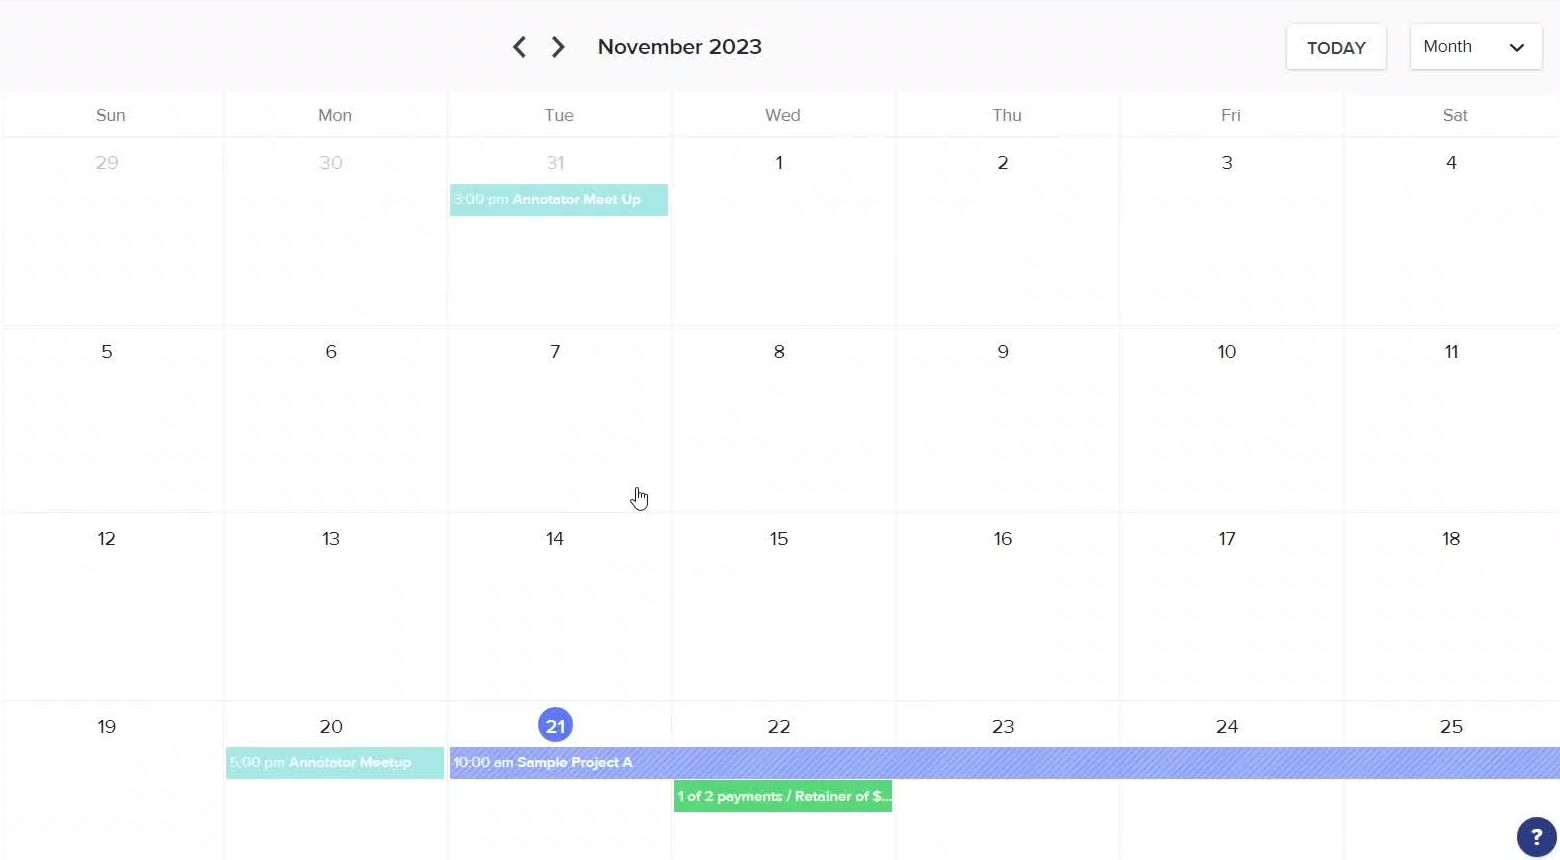 November 2023
TODAY
Month
Sun Mon Tue Wed Thu Fri Sat
29 30 31 1 2 3 4
3:00 pm Annotator Meet Up
5 6 7 8 9 10 11
12 13 14 15 16 17 18
19 20 21 22 23 24 25
5:00 pm Annotator Meetup
10:00 am Sample Project A
1 of 2 payments / Retainer of $...
?